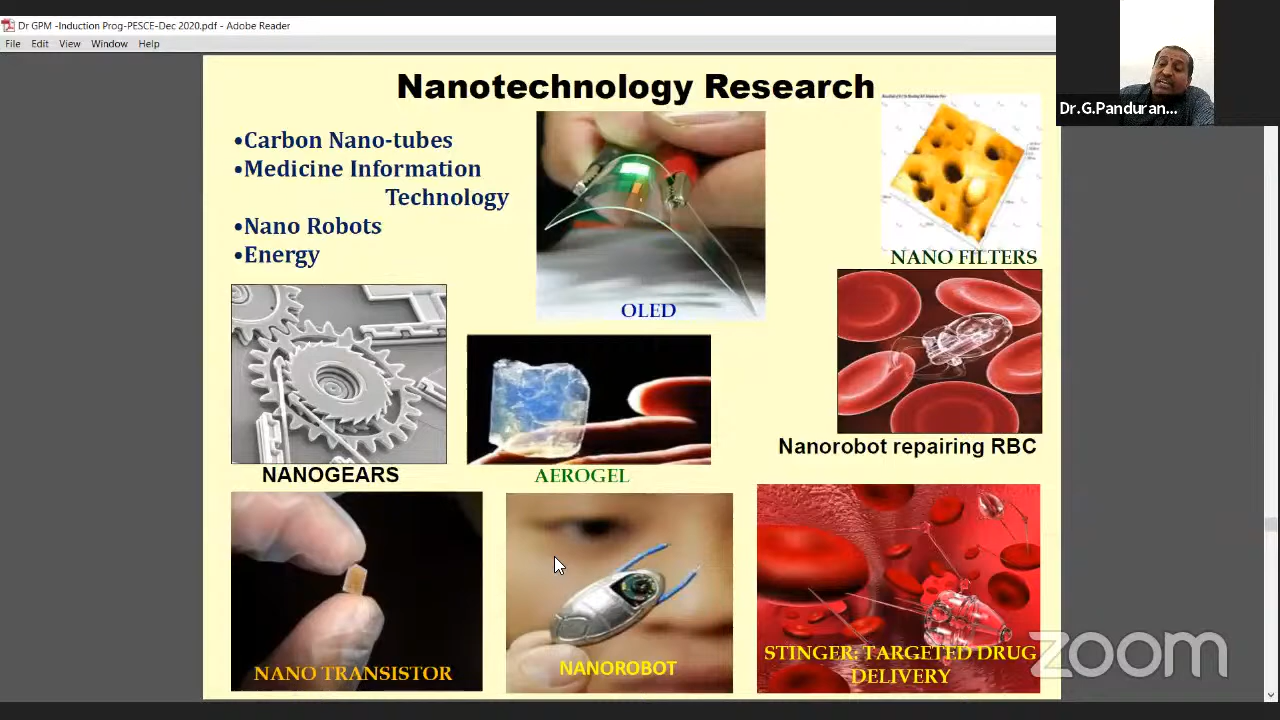 Dr GPM -Induction Prog-PESCE-Dec 2020.pdf - Adobe Reader
File Edit View Window Help
Dr.G.Panduran...
Nanotechnology Research
•Carbon Nano-tubes
•Medicine Information
Technology
•Nano Robots
•Energy
OLED
NANO FILTERS
NANOGEARS
AEROGEL
Nanorobot repairing RBC
NANO TRANSISTOR
NANOROBOT
STINGER: TARGETED DRUG
DELIVERY
zoom